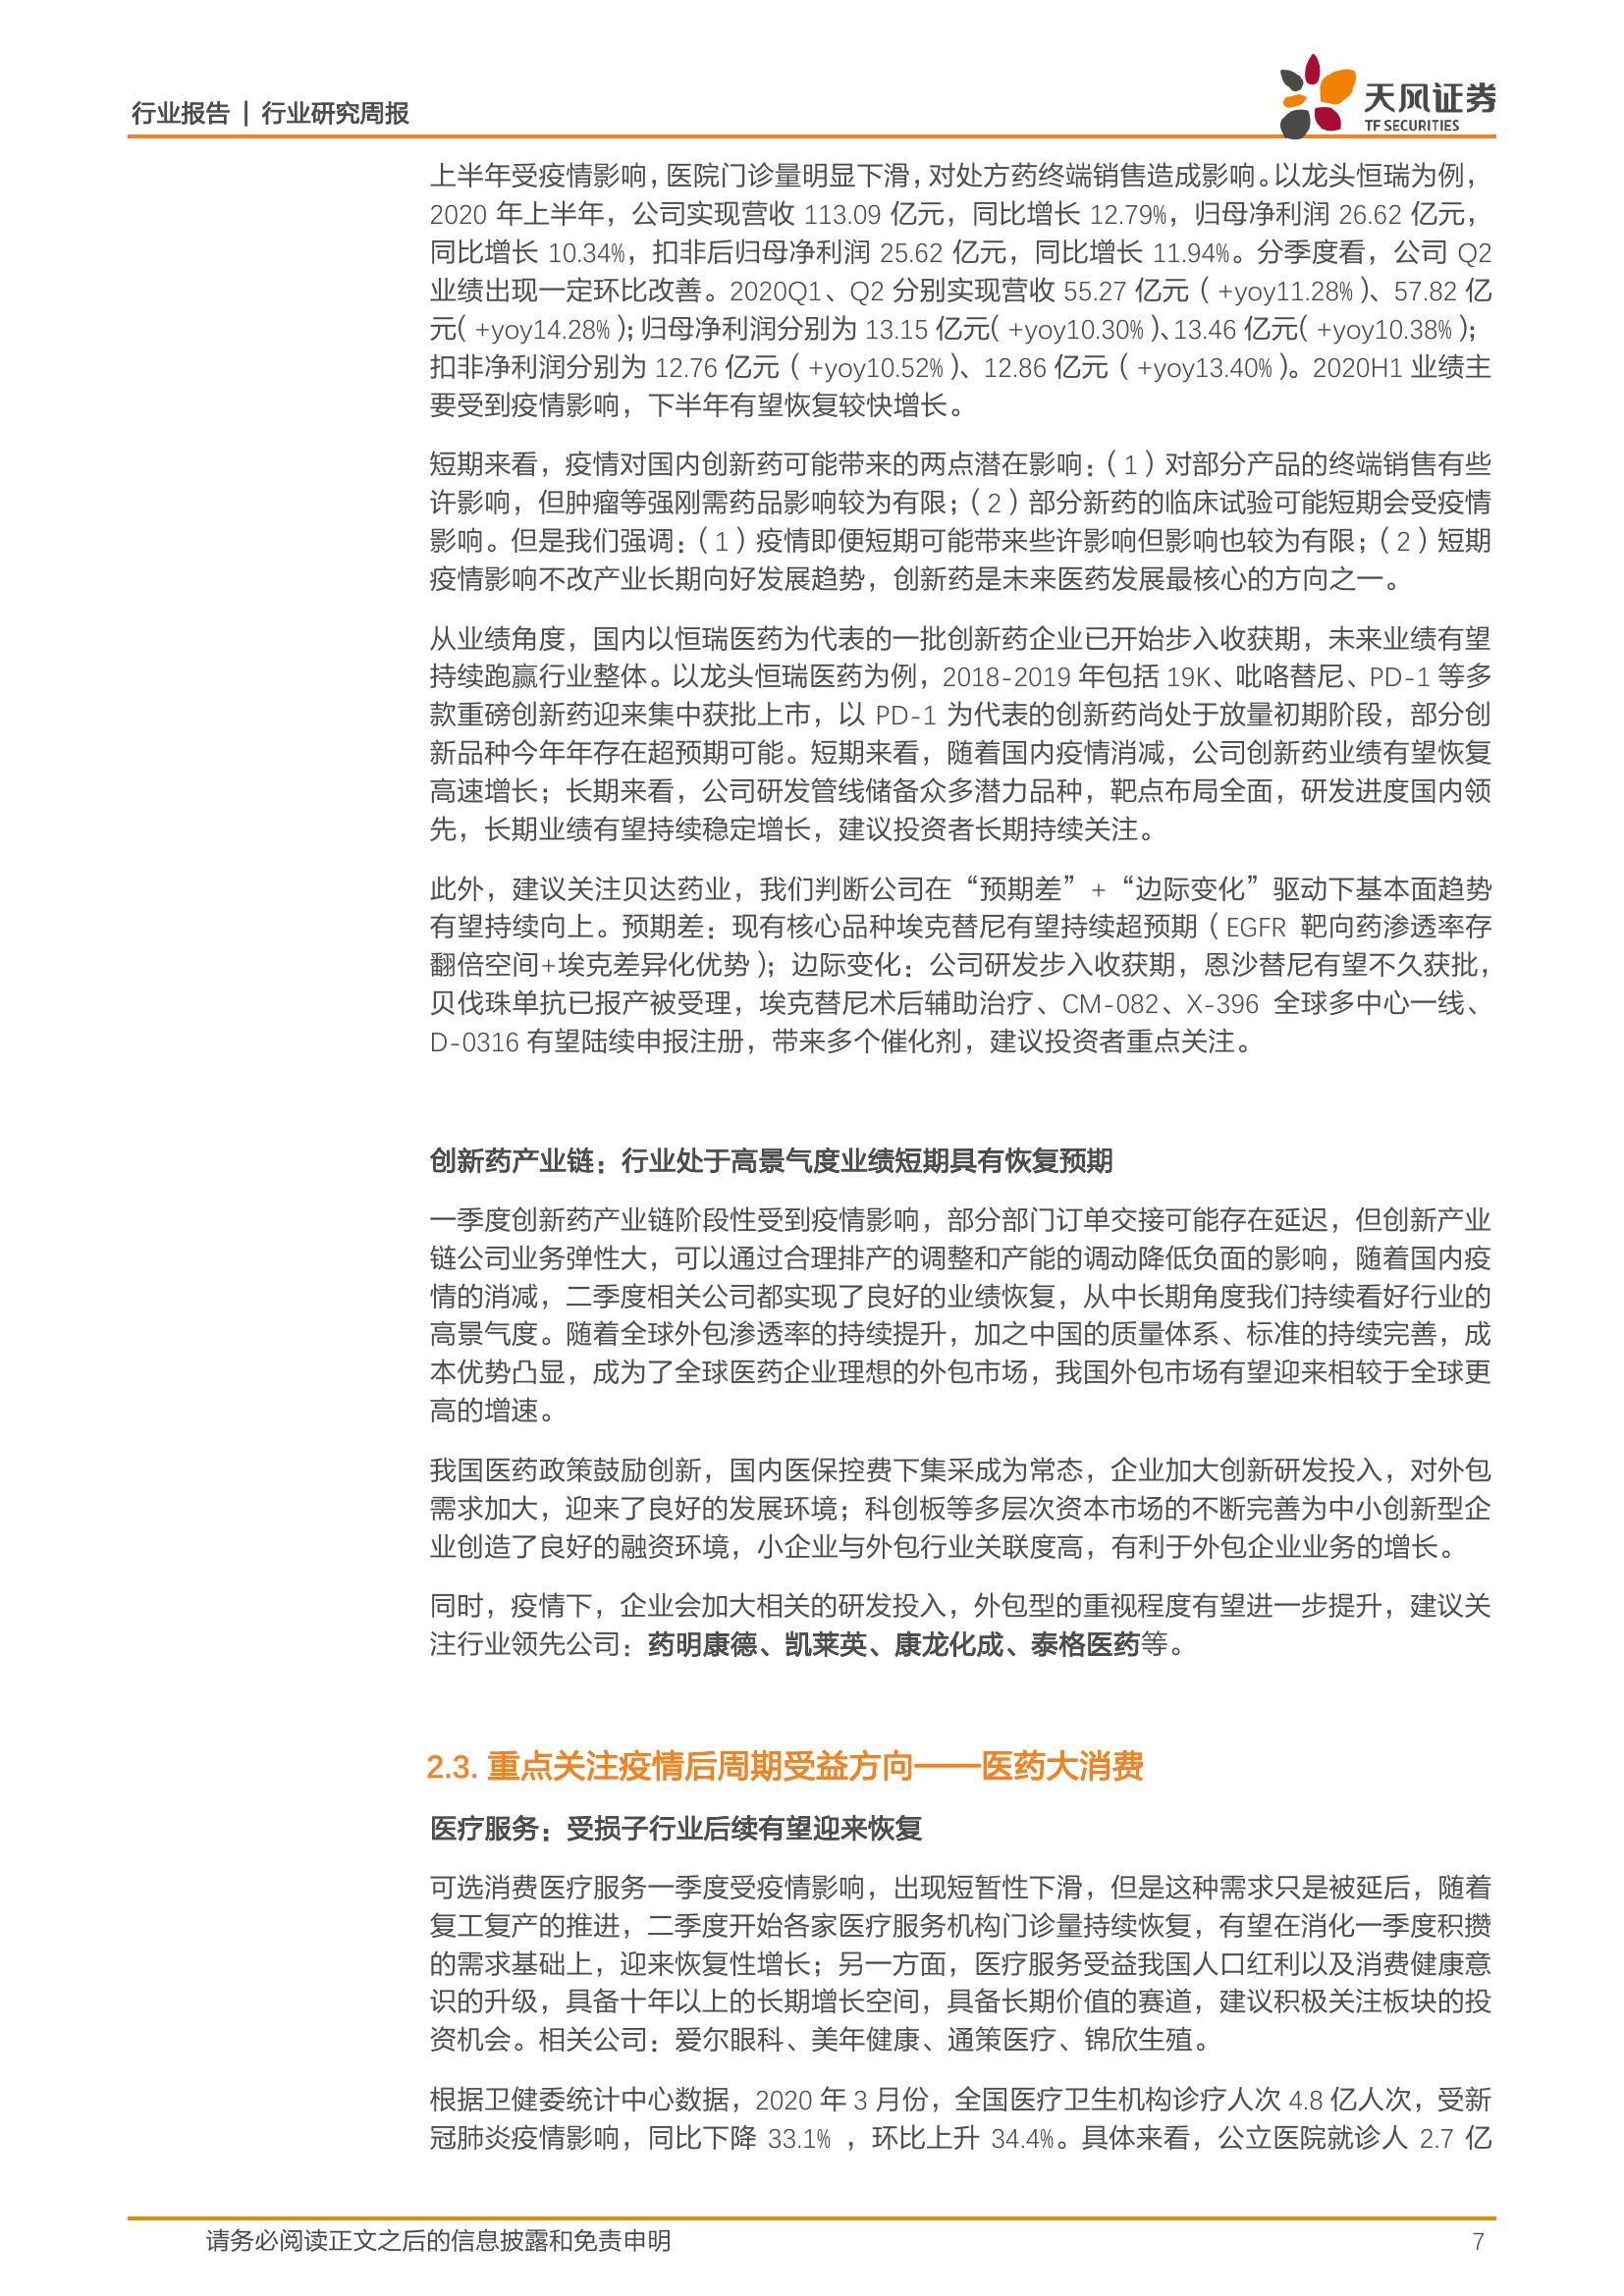 行业报告 | 行业研究周报
天风证券
TF SECURITIES
上半年受疫情影响，医院门诊量明显下滑，对处方药终端销售造成影响。以龙头恒瑞为例，
2020 年上半年，公司实现营收 113.09 亿元，同比增长 12.79%，归母净利润 26.62 亿元，
同比增长 10.34%，扣非后归母净利润 25.62 亿元，同比增长 11.94%。分季度看，公司 Q2
业绩出现一定环比改善。2020Q1、Q2 分别实现营收 55.27 亿元（+yoy11.28%）、57.82 亿
元（+yoy14.28%）；归母净利润分别为 13.15 亿元（+yoy10.30%）、13.46 亿元（+yoy10.38%）；
扣非净利润分别为 12.76 亿元（+yoy10.52%）、12.86 亿元（+yoy13.40%）。2020H1 业绩主
要受到疫情影响，下半年有望恢复较快增长。
短期来看，疫情对国内创新药可能带来的两点潜在影响：（1）对部分产品的终端销售有些
许影响，但肿瘤等强刚需药品影响较为有限；（2）部分新药的临床试验可能短期会受疫情
影响。但是我们强调：（1）疫情即便短期可能带来些许影响但影响也较为有限；（2）短期
疫情影响不改产业长期向好发展趋势，创新药是未来医药发展最核心的方向之一。
从业绩角度，国内以恒瑞医药为代表的一批创新药企业已开始步入收获期，未来业绩有望
持续跑赢行业整体。以龙头恒瑞医药为例，2018-2019 年包括 19K、吡咯替尼、PD-1 等多
款重磅创新药迎来集中获批上市，以 PD-1 为代表的创新药尚处于放量初期阶段，部分创
新品种今年年存在超预期可能。短期来看，随着国内疫情消减，公司创新药业绩有望恢复
高速增长；长期来看，公司研发管线储备众多潜力品种，靶点布局全面，研发进度国内领
先，长期业绩有望持续稳定增长，建议投资者长期持续关注。
此外，建议关注贝达药业，我们判断公司在“预期差”+“边际变化”驱动下基本面趋势
有望持续向上。预期差：现有核心品种埃克替尼有望持续超预期（EGFR 靶向药渗透率存
翻倍空间+埃克差异化优势）；边际变化：公司研发步入收获期，恩沙替尼有望不久获批，
贝伐珠单抗已报产被受理，埃克替尼术后辅助治疗、CM-082、X-396 全球多中心一线、
D-0316 有望陆续申报注册，带来多个催化剂，建议投资者重点关注。
创新药产业链：行业处于高景气度业绩短期具有恢复预期
一季度创新药产业链阶段性受到疫情影响，部分部门订单交接可能存在延迟，但创新产业
链公司业务弹性大，可以通过合理排产的调整和产能的调动降低负面的影响，随着国内疫
情的消减，二季度相关公司都实现了良好的业绩恢复，从中长期角度我们持续看好行业的
高景气度。随着全球外包渗透率的持续提升，加之中国的质量体系、标准的持续完善，成
本优势凸显，成为了全球医药企业理想的外包市场，我国外包市场有望迎来相较于全球更
高的增速。
我国医药政策鼓励创新，国内医保控费下集采成为常态，企业加大创新研发投入，对外包
需求加大，迎来了良好的发展环境；科创板等多层次资本市场的不断完善为中小创新型企
业创造了良好的融资环境，小企业与外包行业关联度高，有利于外包企业业务的增长。
同时，疫情下，企业会加大相关的研发投入，外包型的重视程度有望进一步提升，建议关
注行业领先公司：药明康德、凯莱英、康龙化成、泰格医药等。
2.3. 重点关注疫情后周期受益方向——医药大消费
医疗服务：受损子行业后续有望迎来恢复
可选消费医疗服务一季度受疫情影响，出现短暂性下滑，但是这种需求只是被延后，随着
复工复产的推进，二季度开始各家医疗服务机构门诊量持续恢复，有望在消化一季度积攒
的需求基础上，迎来恢复性增长；另一方面，医疗服务受益我国人口红利以及消费健康意
识的升级，具备十年以上的长期增长空间，具备长期价值的赛道，建议积极关注板块的投
资机会。相关公司：爱尔眼科、美年健康、通策医疗、锦欣生殖。
根据卫健委统计中心数据，2020 年 3 月份，全国医疗卫生机构诊疗人次 4.8 亿人次，受新
冠肺炎疫情影响，同比下降 33.1% ，环比上升 34.4%。具体来看，公立医院就诊人 2.7 亿
请务必阅读正文之后的信息披露和免责申明
7